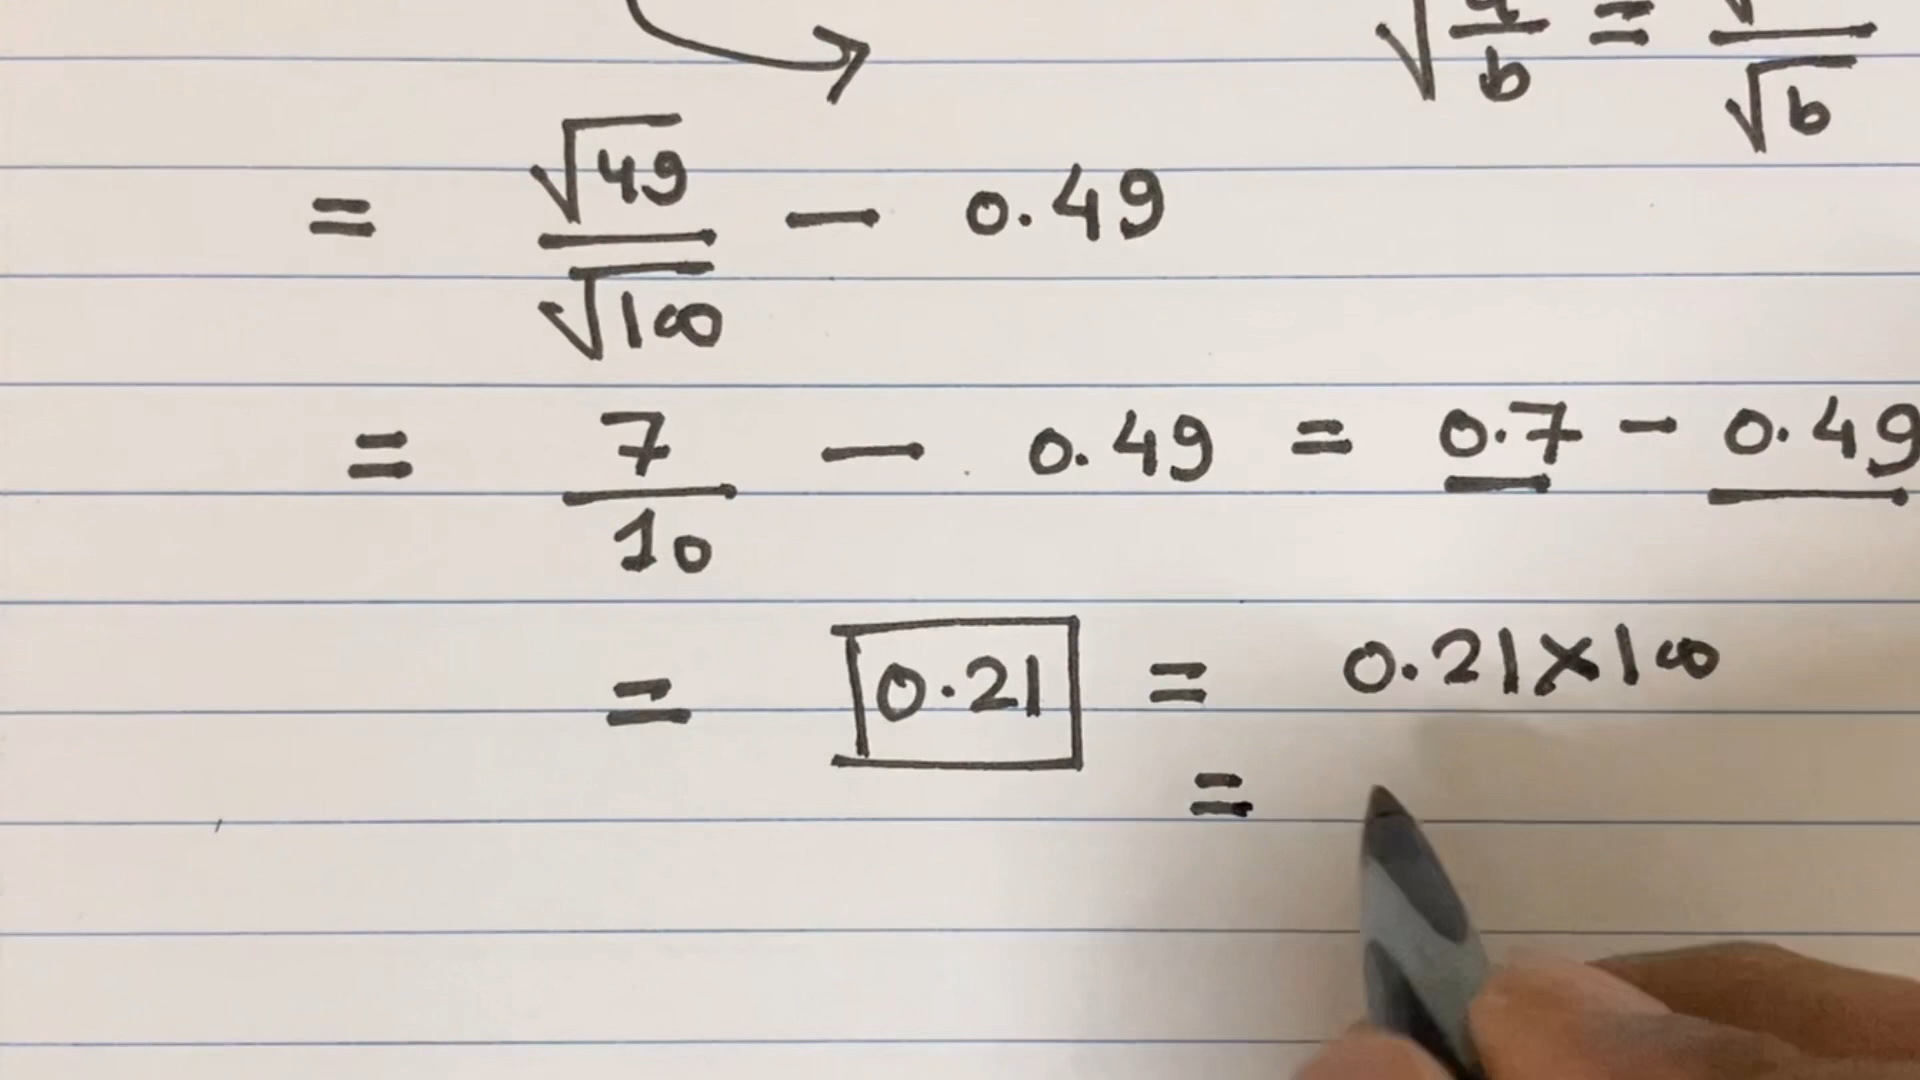 √a/b = √/√b
= √49/√100 - 0.49
= 7/10 - 0.49 = 0.7 - 0.49
= 0.21 = 0.21×100
=